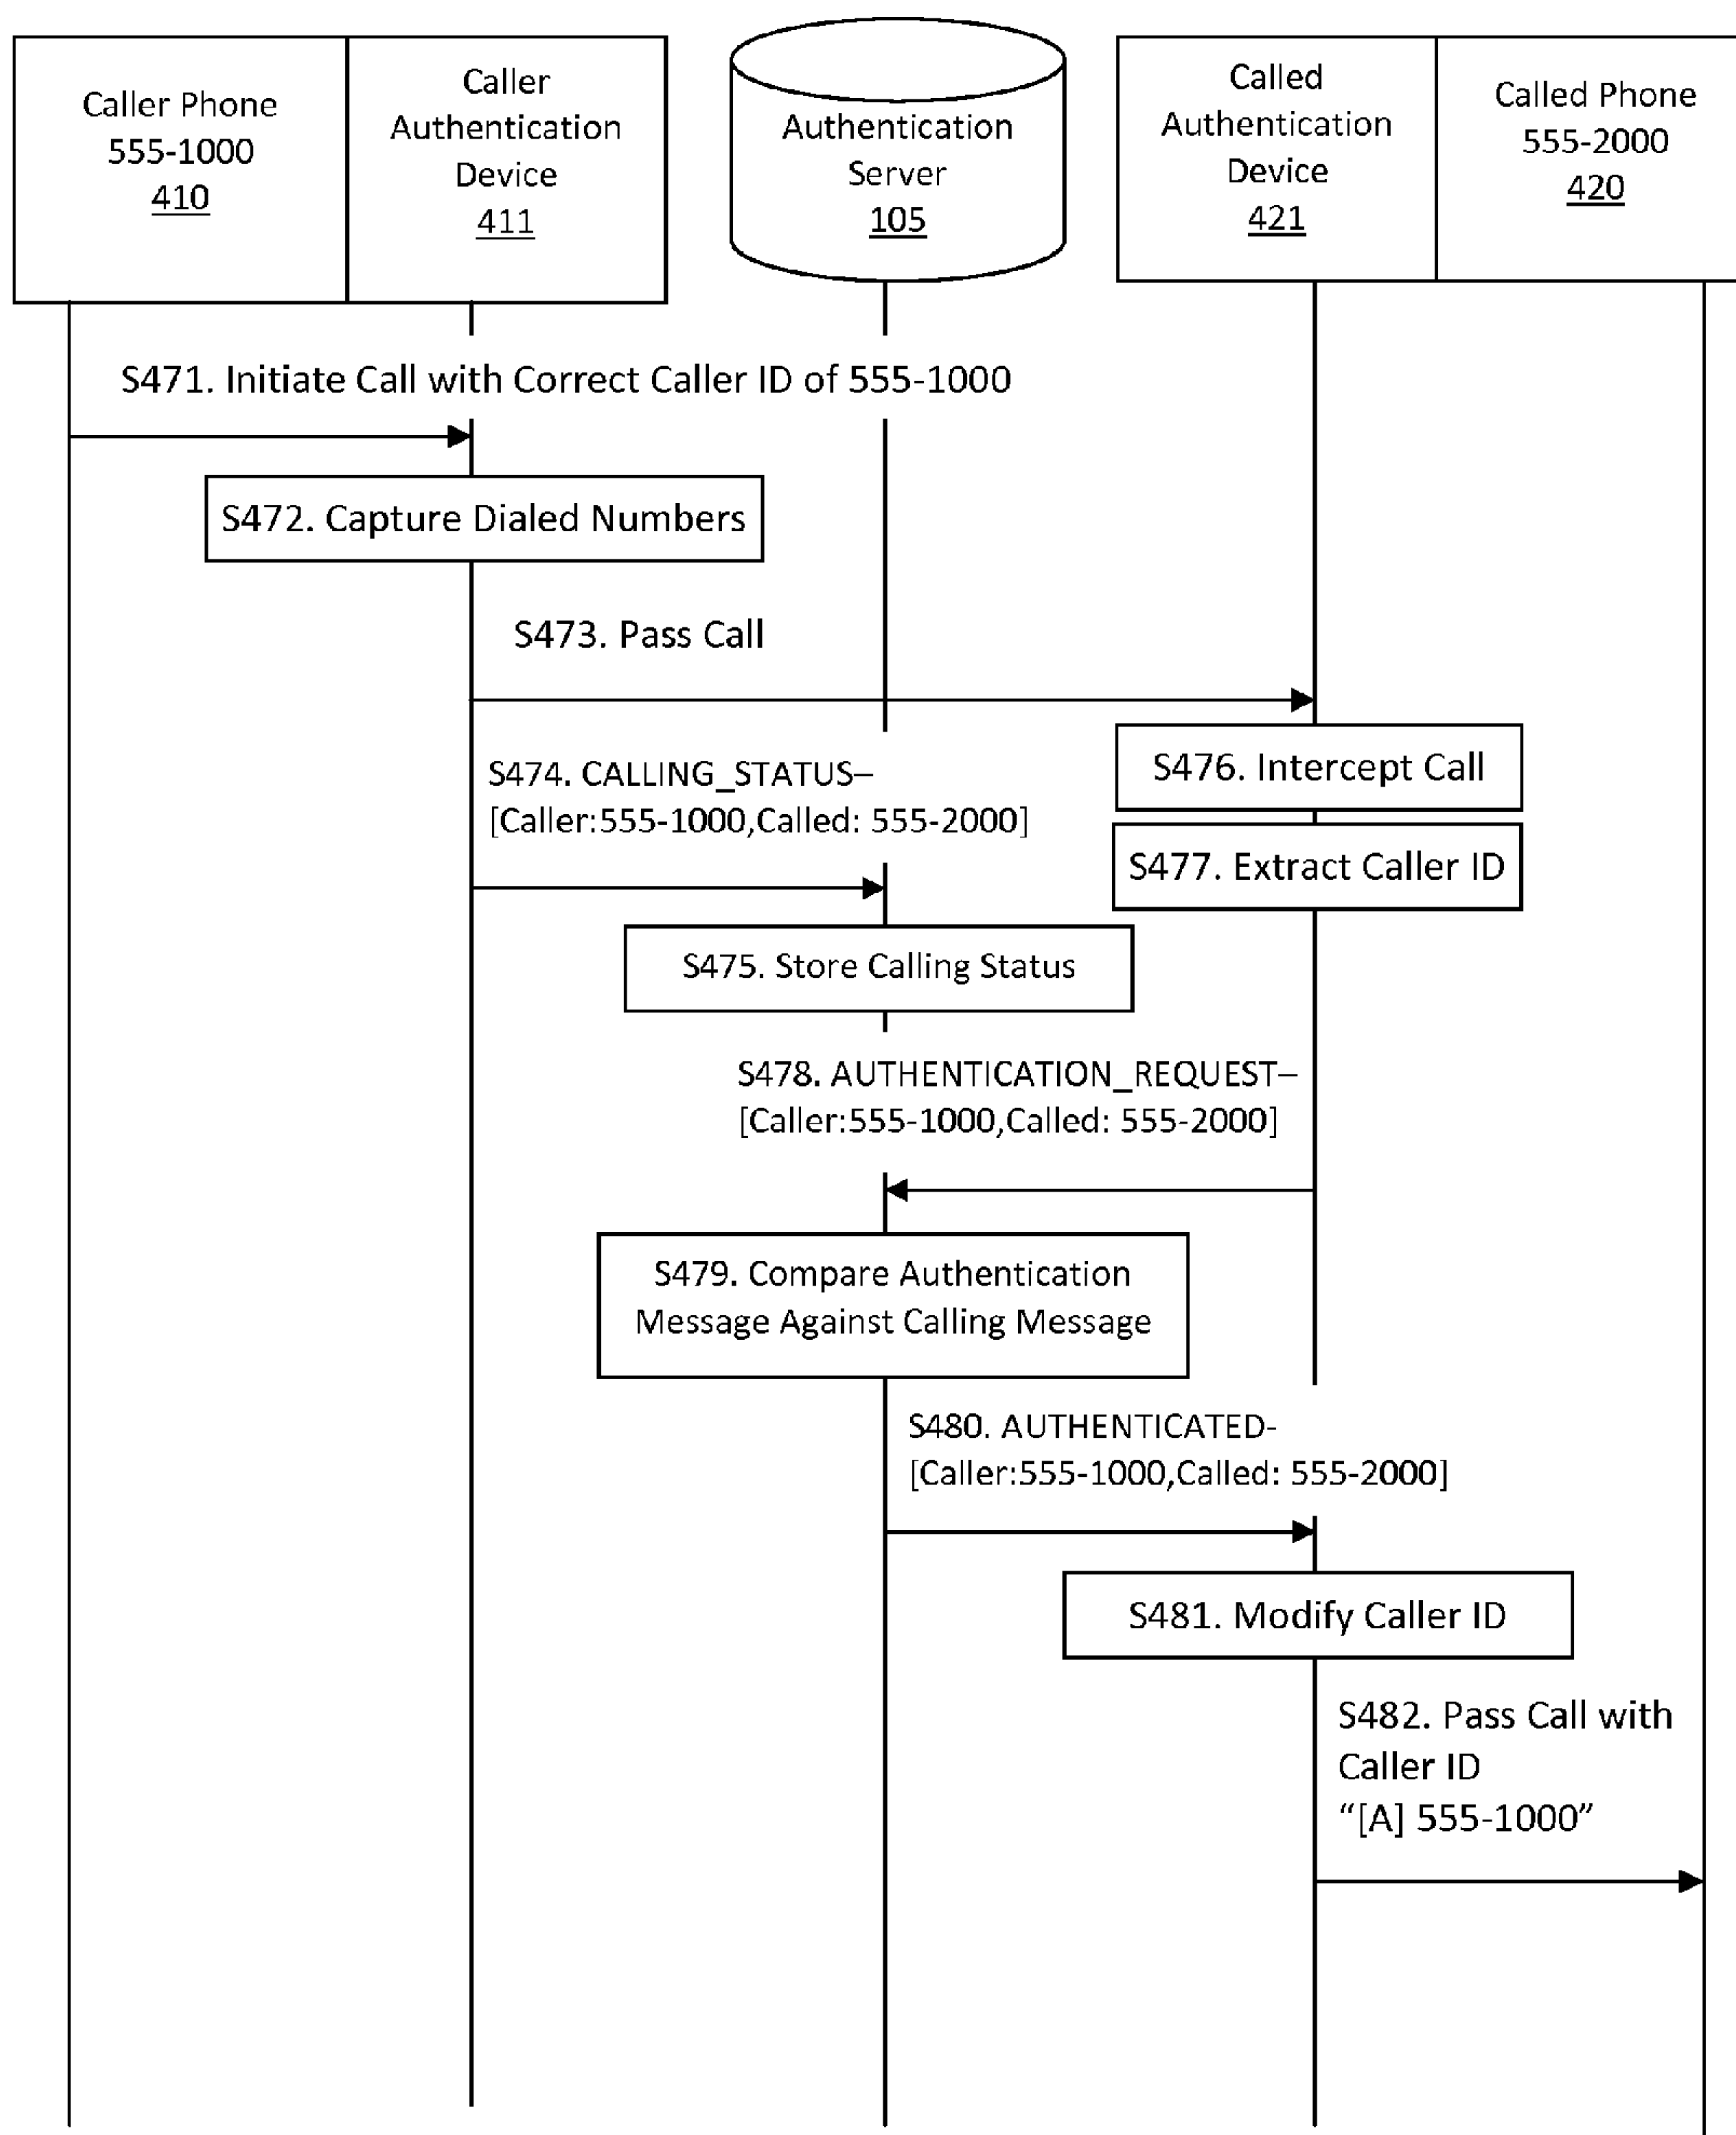 Caller Phone
555-1000
410
Caller
Authentication
Device
411
Authentication
Server
105
Called
Authentication
Device
421
Called Phone
555-2000
420
S471. Initiate Call with Correct Caller ID of 555-1000
S472. Capture Dialed Numbers
S473. Pass Call
S474. CALLING_STATUS–
[Caller:555-1000,Called: 555-2000]
S476. Intercept Call
S477. Extract Caller ID
S475. Store Calling Status
S478. AUTHENTICATION_REQUEST–
[Caller:555-1000,Called: 555-2000]
S479. Compare Authentication
Message Against Calling Message
S480. AUTHENTICATED-
[Caller:555-1000,Called: 555-2000]
S481. Modify Caller ID
S482. Pass Call with
Caller ID
“[A] 555-1000”